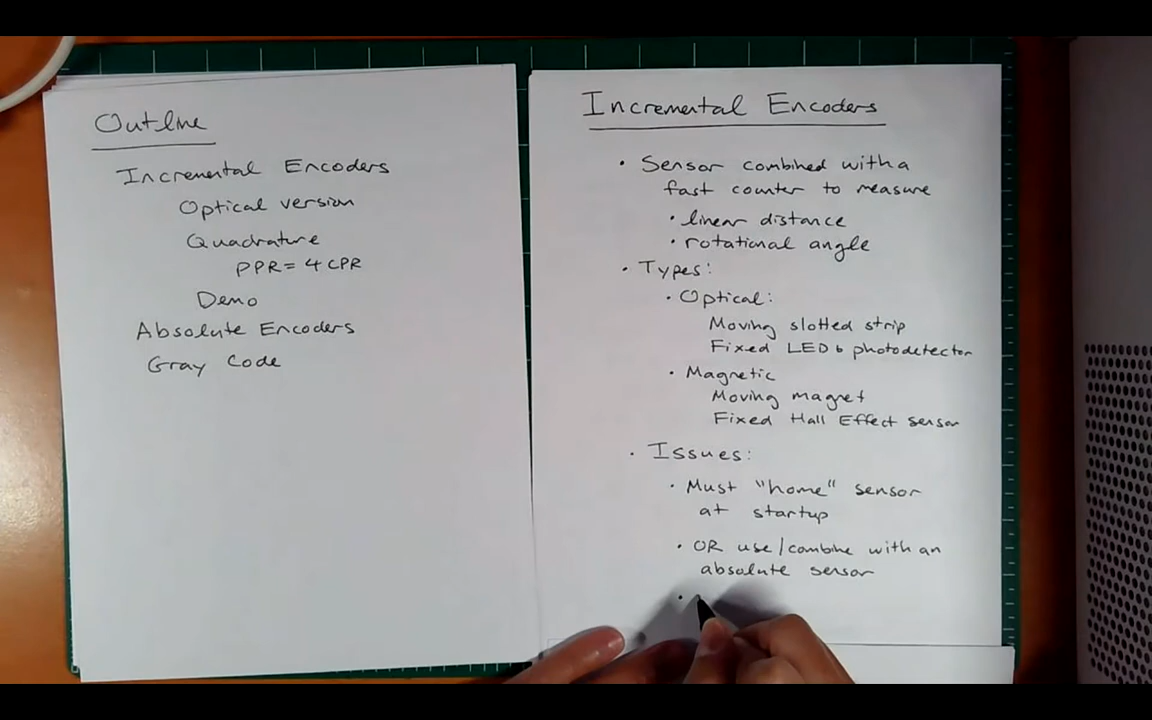 Outline
Incremental Encoders
Optical version
Quadrature
PPR = 4 CPR
Demo
Absolute Encoders
Gray Code
Incremental Encoders
• Sensor combined with a
fast counter to measure
• linear distance
• rotational angle
• Types:
• Optical:
Moving slotted strip
Fixed LED & photodetector
• Magnetic
Moving magnet
Fixed Hall Effect sensor
• Issues:
• Must "home" sensor
at startup
• OR use/combine with an
absolute sensor
•